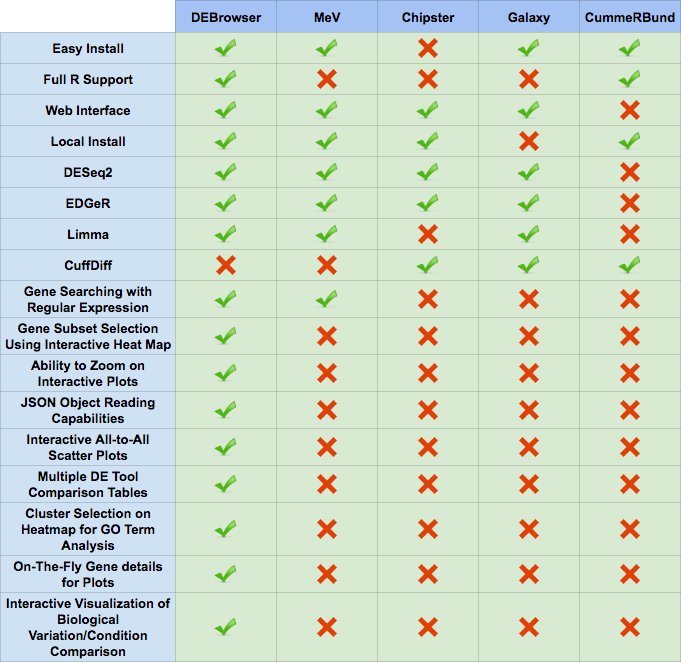 DEBrowser MeV Chipster Galaxy CummeRBund
Easy Install
Full R Support
Web Interface
Local Install
DESeq2
EDGeR
Limma
CuffDiff
Gene Searching with
Regular Expression
Gene Subset Selection
Using Interactive Heat Map
Ability to Zoom on
Interactive Plots
JSON Object Reading
Capabilities
Interactive All-to-All
Scatter Plots
Multiple DE Tool
Comparison Tables
Cluster Selection on
Heatmap for GO Term
Analysis
On-The-Fly Gene details
for Plots
Interactive Visualization of
Biological
Variation/Condition
Comparison